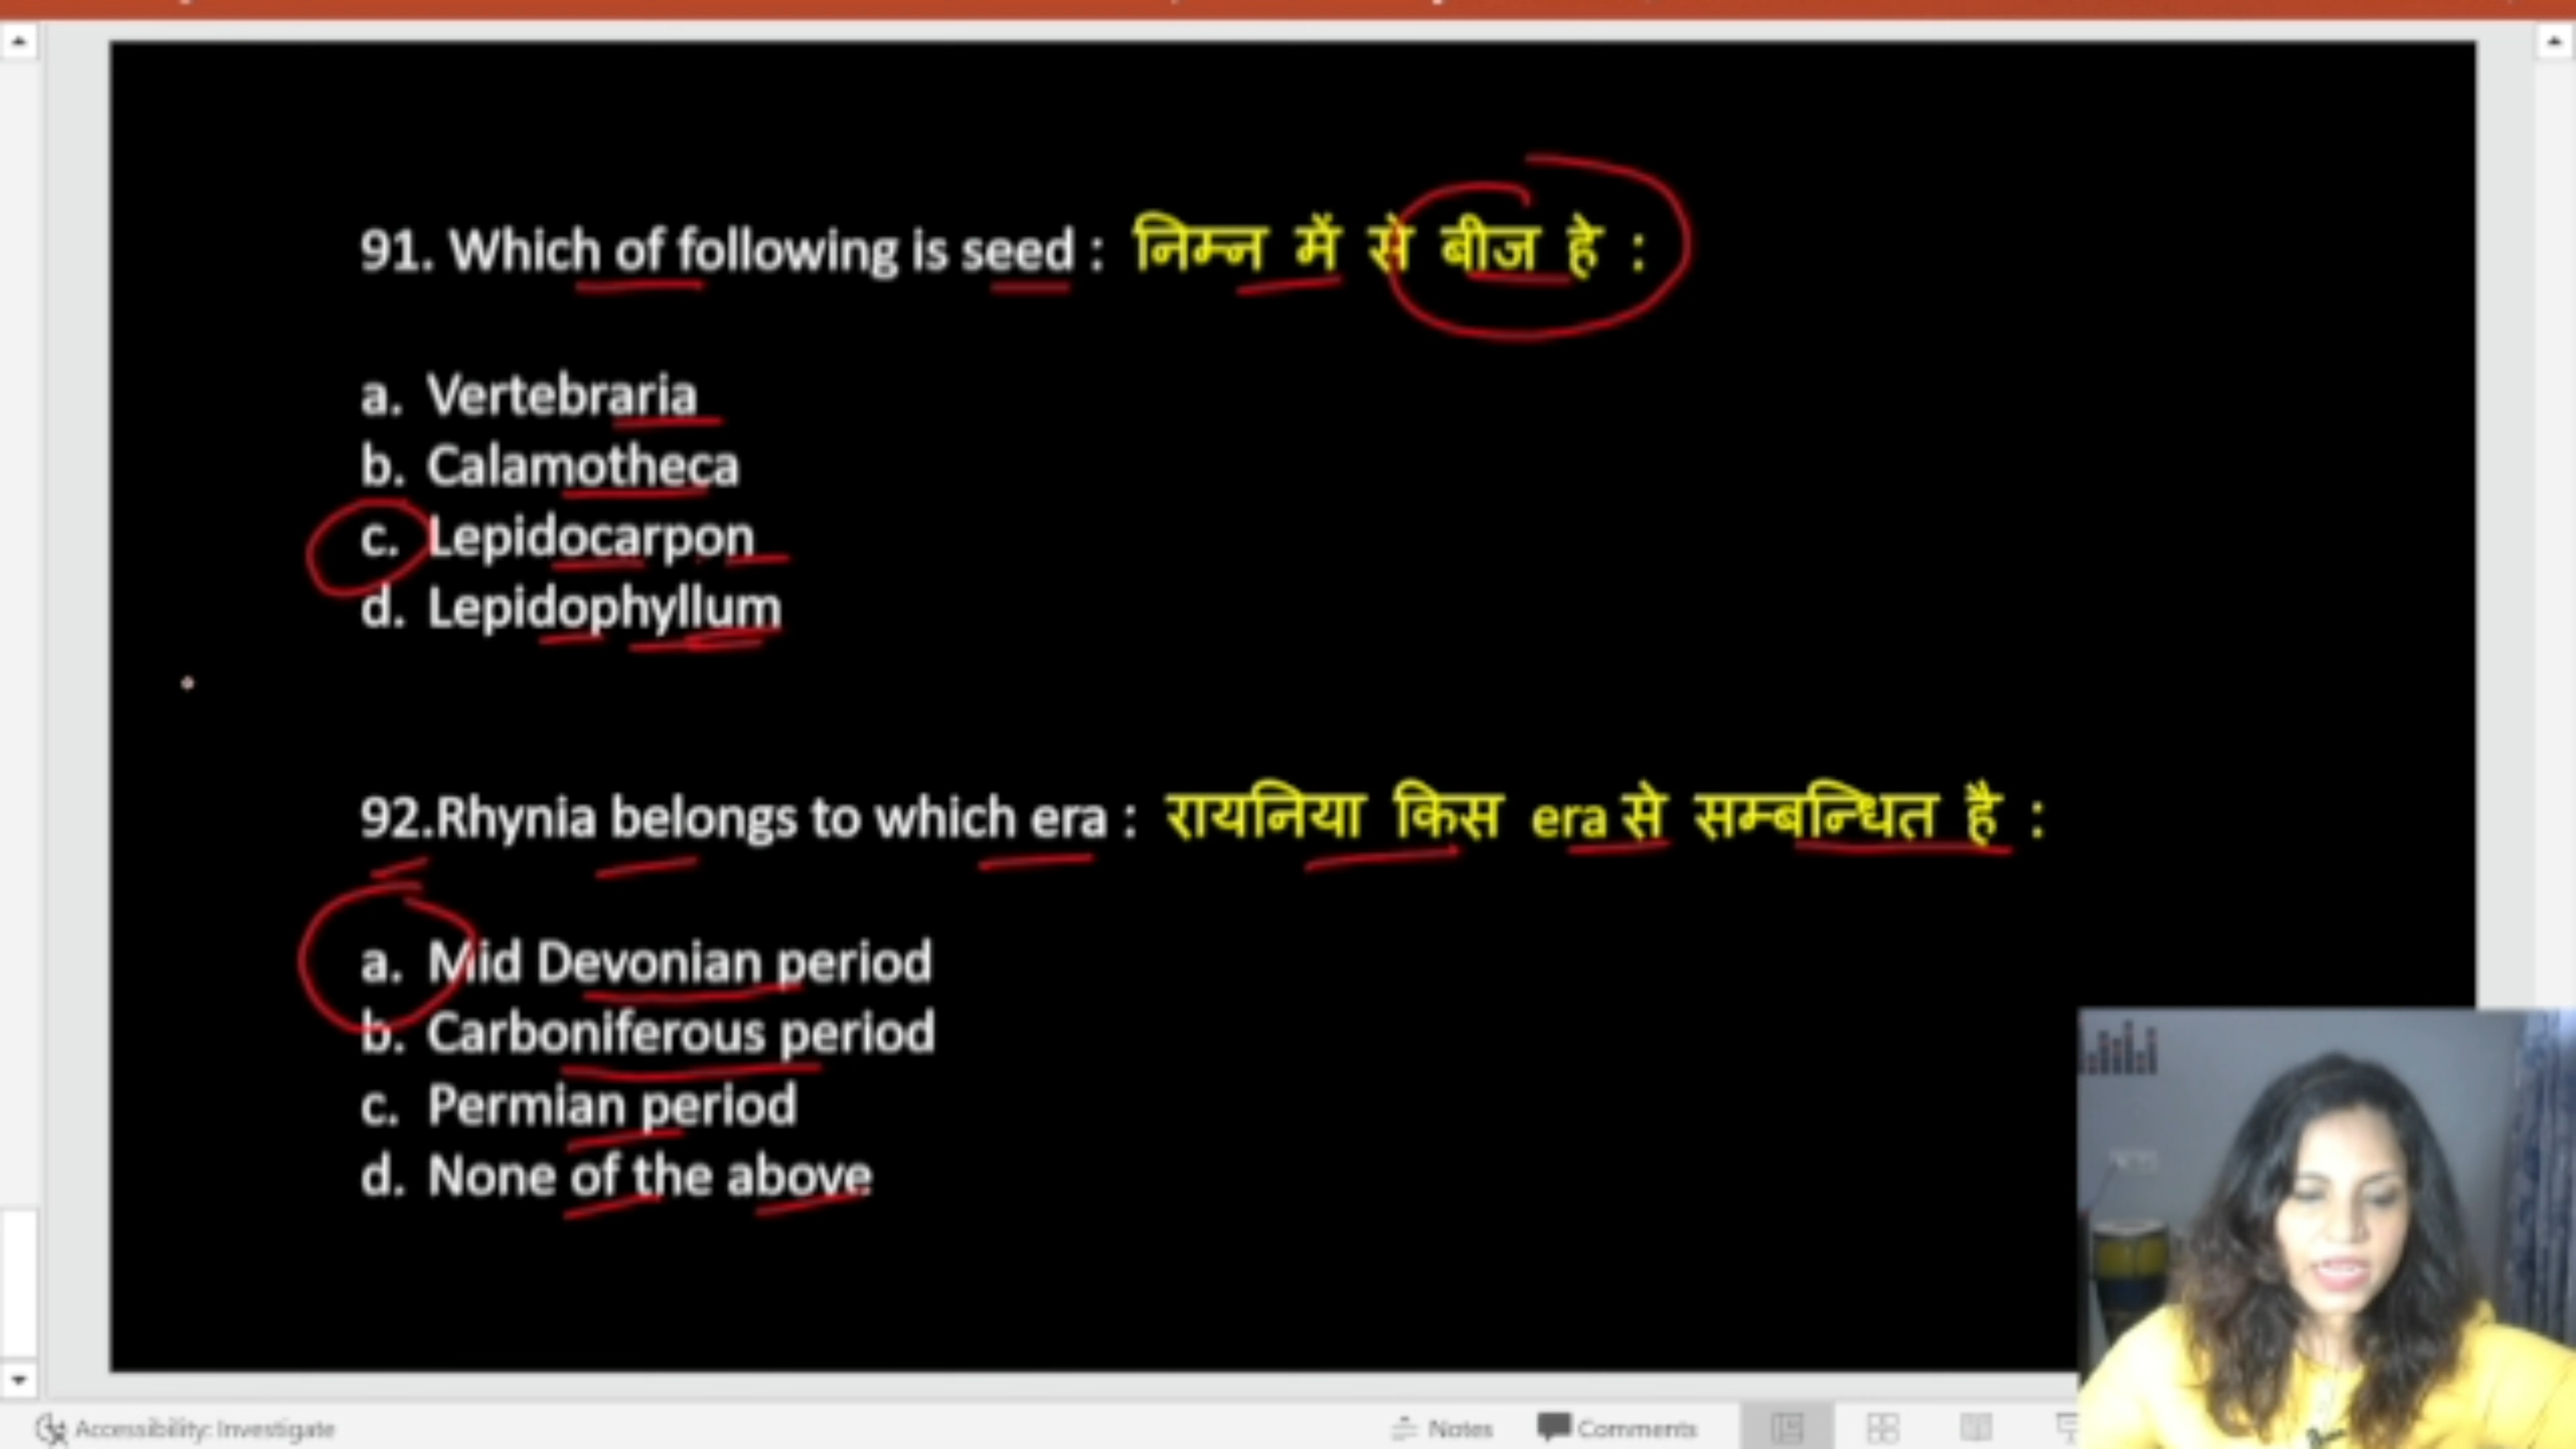 91. Which of following is seed : निम्न में से बीज हे :
a. Vertebraria
b. Calamotheca
c. Lepidocarpon
d. Lepidophyllum
92.Rhynia belongs to which era : रायनिया किस era से सम्बन्धित है :
a. Mid Devonian period
b. Carboniferous period
c. Permian period
d. None of the above
Accessibility: Investigate
Notes
Comments